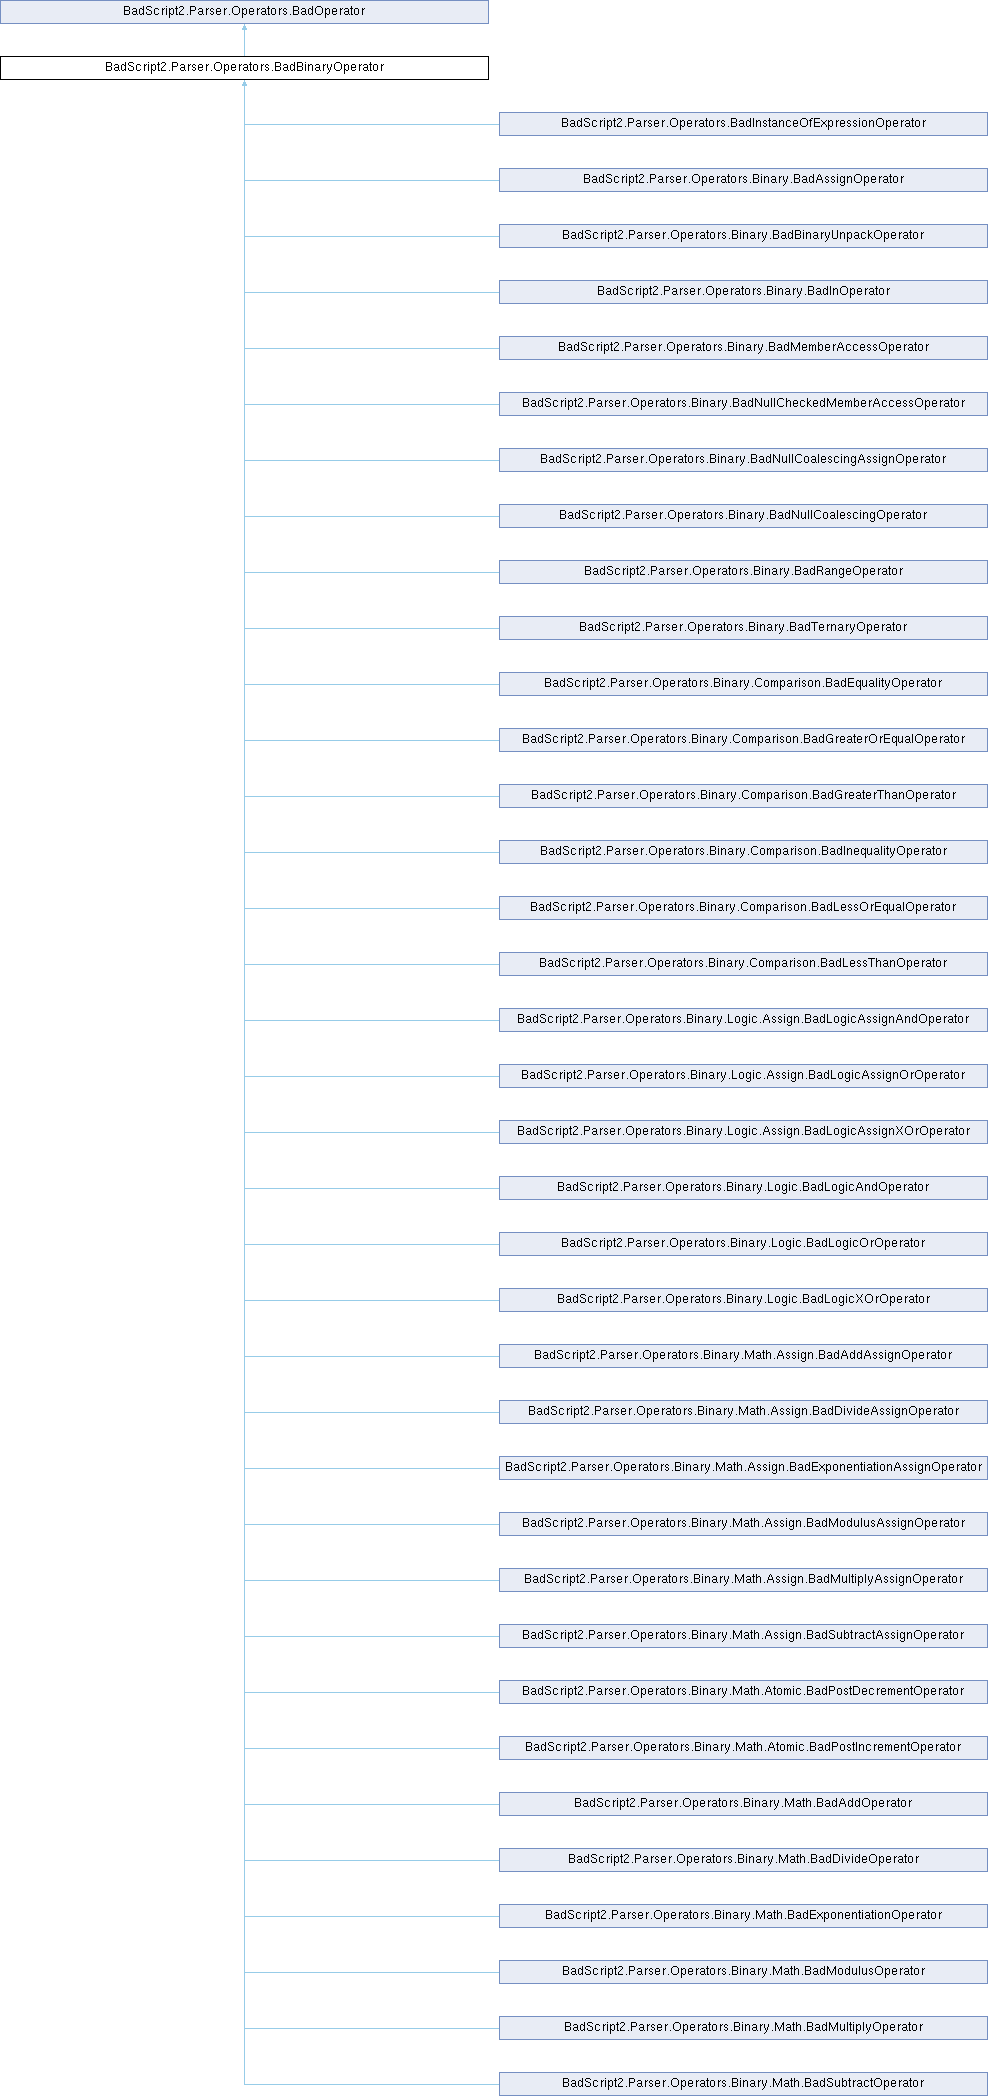 BadScript2.Parser.Operators.BadOperator
BadScript2.Parser.Operators.BadBinaryOperator
BadScript2.Parser.Operators.BadInstanceOfExpressionOperator
BadScript2.Parser.Operators.Binary.BadAssignOperator
BadScript2.Parser.Operators.Binary.BadBinaryUnpackOperator
BadScript2.Parser.Operators.Binary.BadInOperator
BadScript2.Parser.Operators.Binary.BadMemberAccessOperator
BadScript2.Parser.Operators.Binary.BadNullCheckedMemberAccessOperator
BadScript2.Parser.Operators.Binary.BadNullCoalescingAssignOperator
BadScript2.Parser.Operators.Binary.BadNullCoalescingOperator
BadScript2.Parser.Operators.Binary.BadRangeOperator
BadScript2.Parser.Operators.Binary.BadTernaryOperator
BadScript2.Parser.Operators.Binary.Comparison.BadEqualityOperator
BadScript2.Parser.Operators.Binary.Comparison.BadGreaterOrEqualOperator
BadScript2.Parser.Operators.Binary.Comparison.BadGreaterThanOperator
BadScript2.Parser.Operators.Binary.Comparison.BadInequalityOperator
BadScript2.Parser.Operators.Binary.Comparison.BadLessOrEqualOperator
BadScript2.Parser.Operators.Binary.Comparison.BadLessThanOperator
BadScript2.Parser.Operators.Binary.Logic.Assign.BadLogicAssignAndOperator
BadScript2.Parser.Operators.Binary.Logic.Assign.BadLogicAssignOrOperator
BadScript2.Parser.Operators.Binary.Logic.Assign.BadLogicAssignXOrOperator
BadScript2.Parser.Operators.Binary.Logic.BadLogicAndOperator
BadScript2.Parser.Operators.Binary.Logic.BadLogicOrOperator
BadScript2.Parser.Operators.Binary.Logic.BadLogicXOrOperator
BadScript2.Parser.Operators.Binary.Math.Assign.BadAddAssignOperator
BadScript2.Parser.Operators.Binary.Math.Assign.BadDivideAssignOperator
BadScript2.Parser.Operators.Binary.Math.Assign.BadExponentiationAssignOperator
BadScript2.Parser.Operators.Binary.Math.Assign.BadModulusAssignOperator
BadScript2.Parser.Operators.Binary.Math.Assign.BadMultiplyAssignOperator
BadScript2.Parser.Operators.Binary.Math.Assign.BadSubtractAssignOperator
BadScript2.Parser.Operators.Binary.Math.Atomic.BadPostDecrementOperator
BadScript2.Parser.Operators.Binary.Math.Atomic.BadPostIncrementOperator
BadScript2.Parser.Operators.Binary.Math.BadAddOperator
BadScript2.Parser.Operators.Binary.Math.BadDivideOperator
BadScript2.Parser.Operators.Binary.Math.BadExponentiationOperator
BadScript2.Parser.Operators.Binary.Math.BadModulusOperator
BadScript2.Parser.Operators.Binary.Math.BadMultiplyOperator
BadScript2.Parser.Operators.Binary.Math.BadSubtractOperator